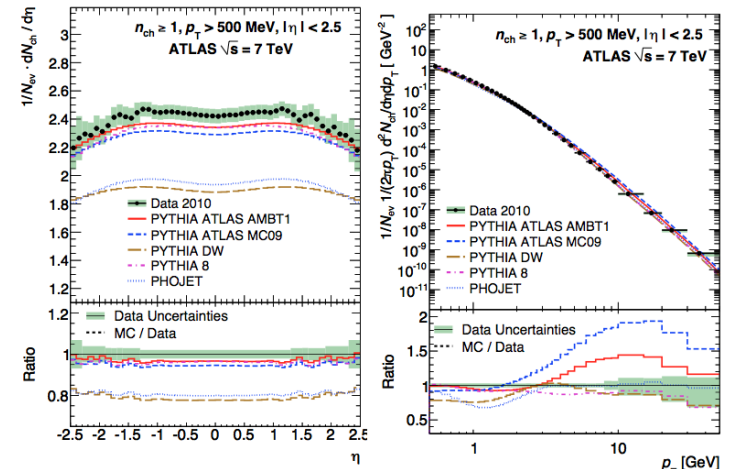 n_ch ≥ 1, p_T > 500 MeV, | η | < 2.5
ATLAS √s = 7 TeV
1/N_ev · dN_ch / dη
3
2.8
2.6
2.4
2.2
2
1.8
1.6
1.4
1.2
Data 2010
PYTHIA ATLAS AMBT1
PYTHIA ATLAS MC09
PYTHIA DW
PYTHIA 8
PHOJET
Ratio
1.2
1
0.8
Data Uncertainties
MC / Data
-2.5 -2 -1.5 -1 -0.5 0 0.5 1 1.5 2 2.5
η
n_ch ≥ 1, p_T > 500 MeV, | η | < 2.5
ATLAS √s = 7 TeV
1/N_ev 1/(2πp_T) d²N_ch/dηdp_T [ GeV⁻² ]
10
1
10⁻¹
10⁻²
10⁻³
10⁻⁴
10⁻⁵
10⁻⁶
10⁻⁷
10⁻⁸
10⁻⁹
10⁻¹⁰
10⁻¹¹
Data 2010
PYTHIA ATLAS AMBT1
PYTHIA ATLAS MC09
PYTHIA DW
PYTHIA 8
PHOJET
Ratio
2
1.5
1
0.5
Data Uncertainties
MC / Data
1 10
p [GeV]